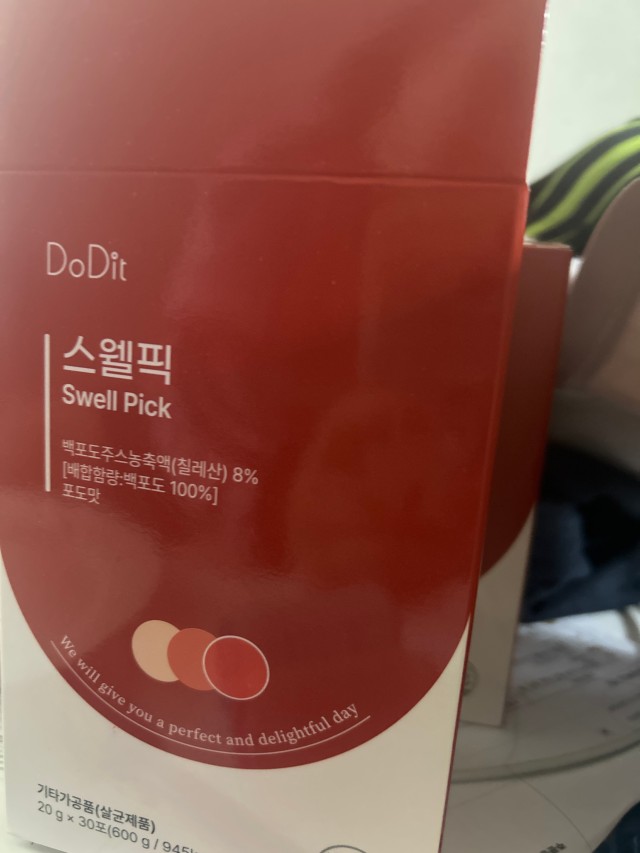 DoDit
스웰픽
Swell Pick
백포도주스농축액(칠레산) 8%
[배합함량:백포도 100%]
포도맛
We will give you a perfect and delightful day
기타가공품(살균제품)
20 g × 30포(600 g / 945